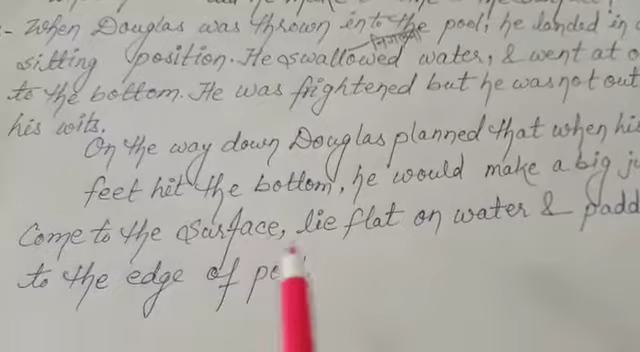 :- When Douglas was thrown into the pool, he landed in a
sitting position. He swallowed water, & went at o
निगलना
to the bottom. He was frightened but he was not out
his wits.
On the way down Douglas planned that when his
feet hit the bottom, he would make a big ju
Come to the surface, lie flat on water & padd
to the edge of po